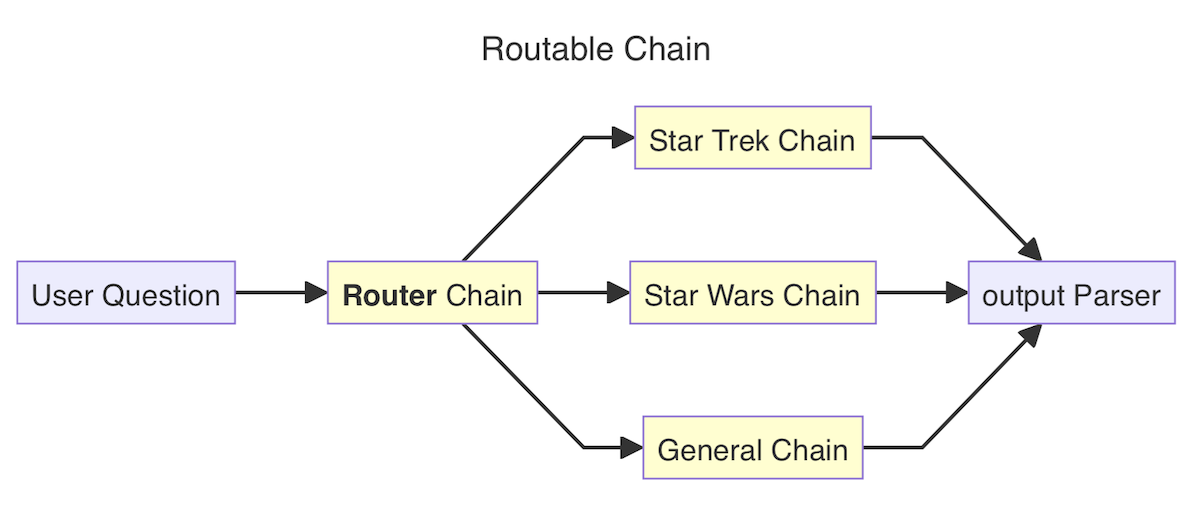 Routable Chain
User Question
Router Chain
Star Trek Chain
Star Wars Chain
General Chain
output Parser